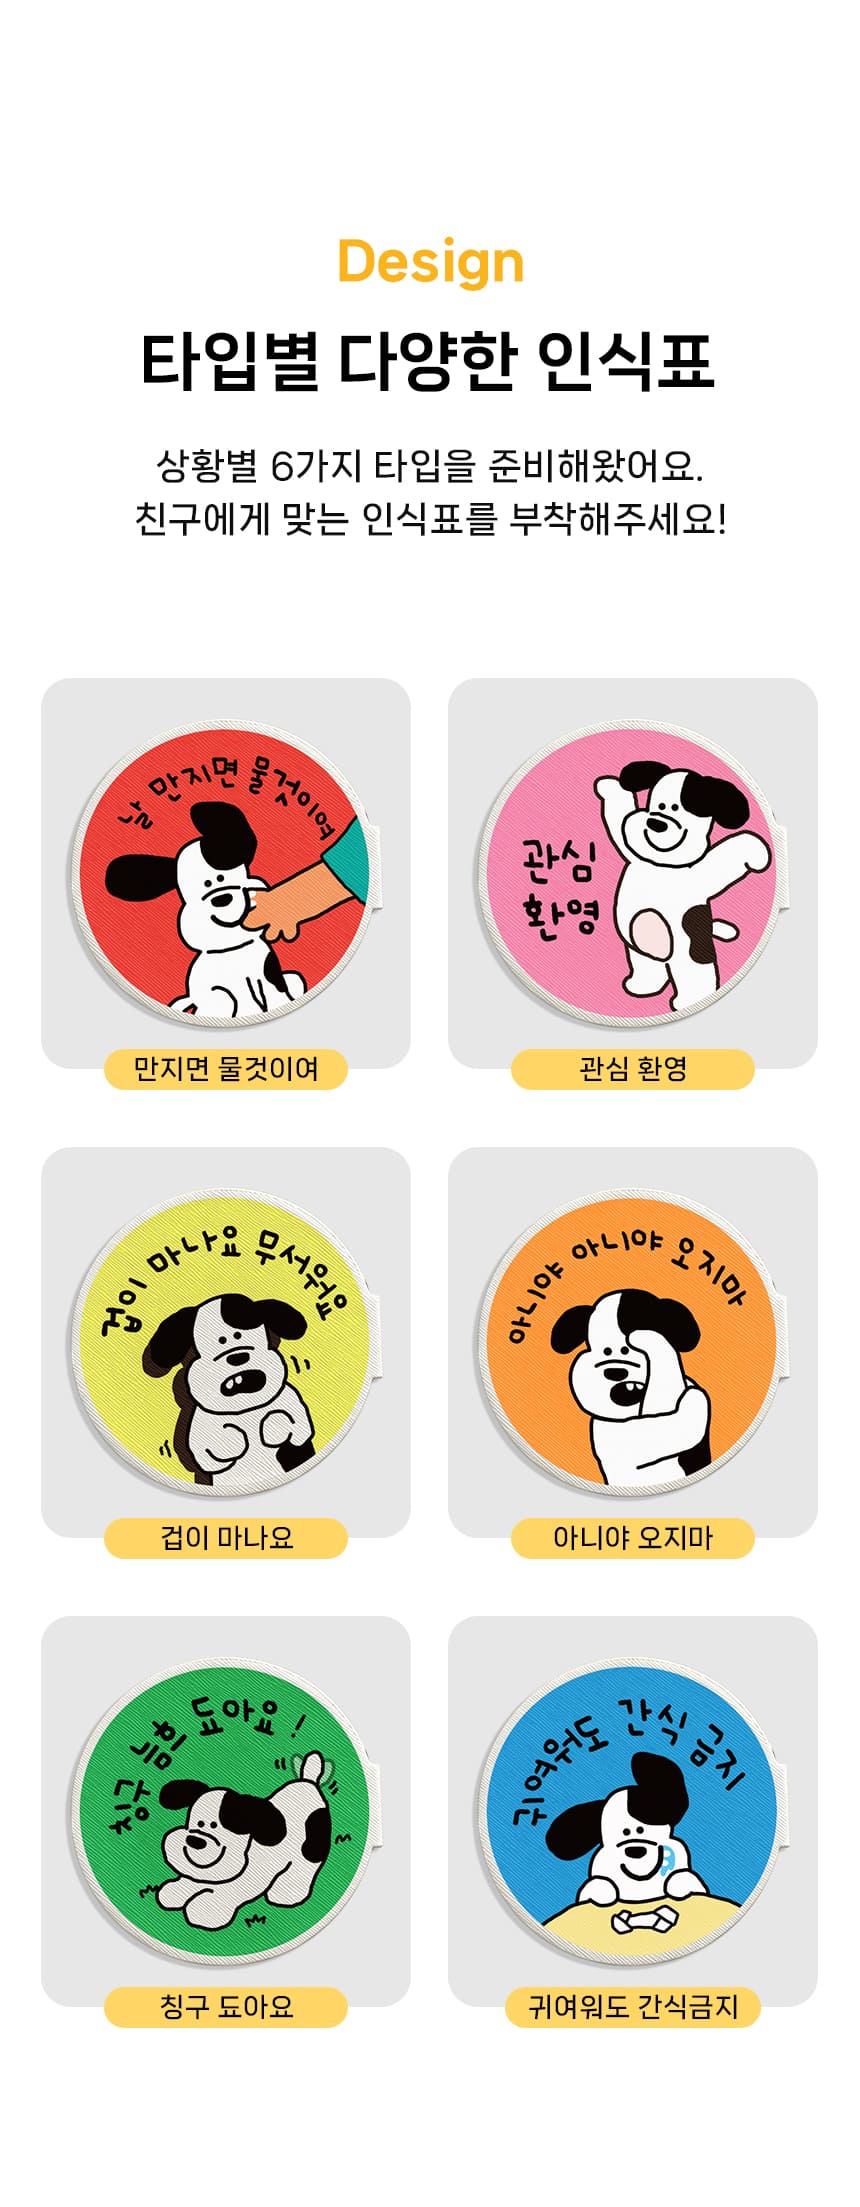 Design
타입별 다양한 인식표
상황별 6가지 타입을 준비해왔어요.
친구에게 맞는 인식표를 부착해주세요!
날 만지면 물것이여
관심
환영
만지면 물것이여
관심 환영
겁이 마나요 무서워요
아니야 아니야 오지마
겁이 마나요
아니야 오지마
칭구 늠힌 됴아요!
귀여워도 간식금지
칭구 됴아요
귀여워도 간식금지